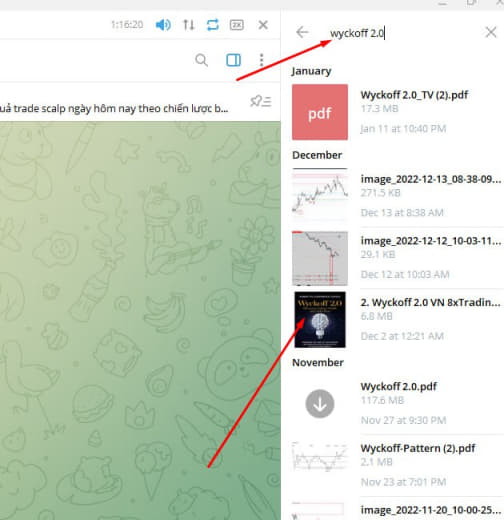 1:16:20
2X
wyckoff 2.0
uả trade scalp ngày hôm nay theo chiến lược b...
January
pdf
Wyckoff 2.0_TV (2).pdf
17.3 MB
Jan 11 at 10:40 PM
December
image_2022-12-13_08-38-09...
271.5 KB
Dec 13 at 8:38 AM
image_2022-12-12_10-03-11...
29.1 KB
Dec 12 at 10:03 AM
Wyckoff 2.0
2. Wyckoff 2.0 VN 8xTradin...
6.8 MB
Dec 2 at 12:21 AM
November
Wyckoff 2.0.pdf
117.6 MB
Nov 27 at 9:30 PM
Wyckoff-Pattern (2).pdf
2.1 MB
Nov 23 at 7:01 PM
image_2022-11-20_10-00-25...